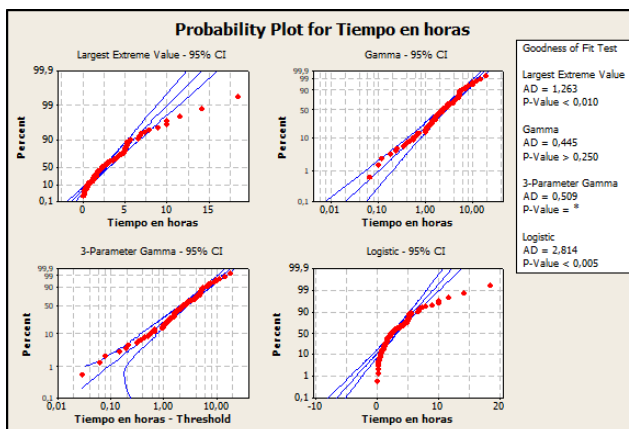 Probability Plot for Tiempo en horas
Largest Extreme Value - 95% CI
99,9
99
90
50
10
0,1
Percent
0 5 10 15
Tiempo en horas
Gamma - 95% CI
99,9
99
90
50
10
1
0,1
Percent
0,01 0,10 1,00 10,00
Tiempo en horas
3-Parameter Gamma - 95% CI
99,9
90
50
10
1
0,1
Percent
0,01 0,10 1,00 10,00
Tiempo en horas - Threshold
Logistic - 95% CI
99,9
99
90
50
10
1
0,1
Percent
-10 0 10 20
Tiempo en horas
Goodness of Fit Test
Largest Extreme Value
AD = 1,263
P-Value < 0,010
Gamma
AD = 0,445
P-Value > 0,250
3-Parameter Gamma
AD = 0,509
P-Value = *
Logistic
AD = 2,814
P-Value < 0,005